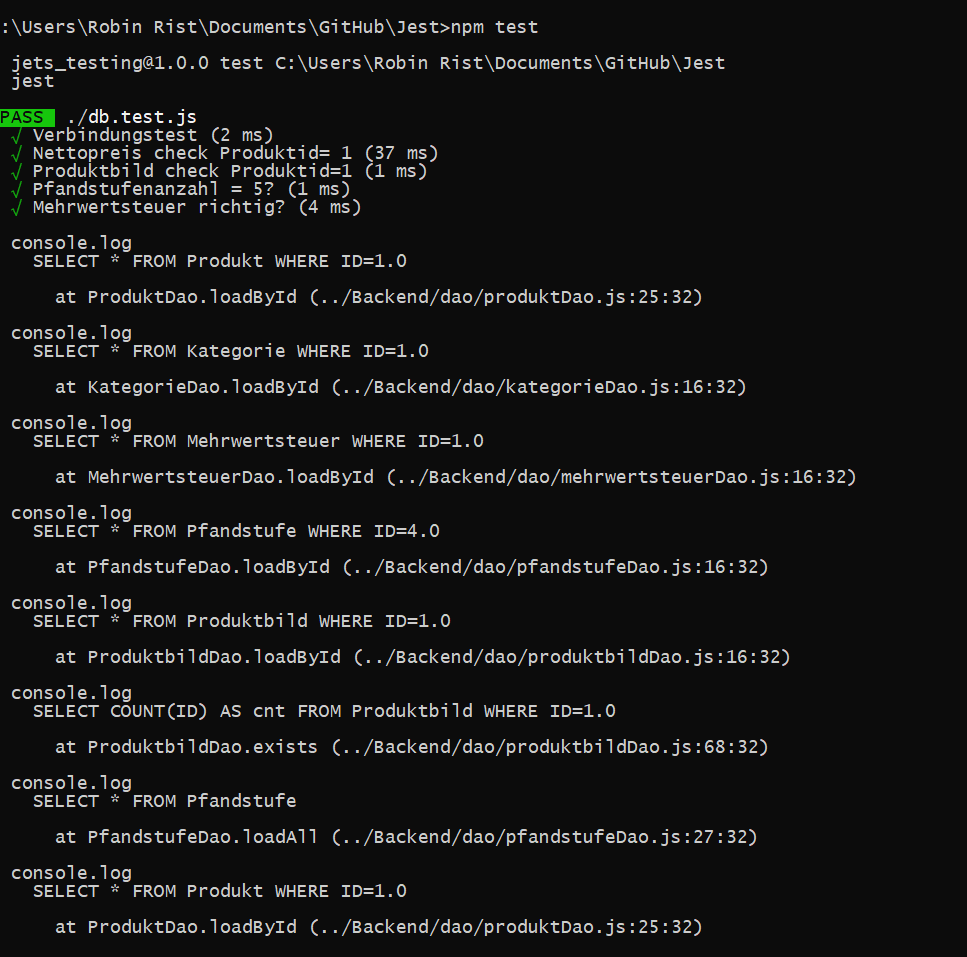 :\Users\Robin Rist\Documents\GitHub\Jest>npm test
jets_testing@1.0.0 test C:\Users\Robin Rist\Documents\GitHub\Jest
jest
PASS ./db.test.js
√ Verbindungstest (2 ms)
√ Nettopreis check Produktid= 1 (37 ms)
√ Produktbild check Produktid=1 (1 ms)
√ Pfandstufenanzahl = 5? (1 ms)
√ Mehrwertsteuer richtig? (4 ms)
console.log
SELECT * FROM Produkt WHERE ID=1.0
at ProduktDao.loadById (../Backend/dao/produktDao.js:25:32)
console.log
SELECT * FROM Kategorie WHERE ID=1.0
at KategorieDao.loadById (../Backend/dao/kategorieDao.js:16:32)
console.log
SELECT * FROM Mehrwertsteuer WHERE ID=1.0
at MehrwertsteuerDao.loadById (../Backend/dao/mehrwertsteuerDao.js:16:32)
console.log
SELECT * FROM Pfandstufe WHERE ID=4.0
at PfandstufeDao.loadById (../Backend/dao/pfandstufeDao.js:16:32)
console.log
SELECT * FROM Produktbild WHERE ID=1.0
at ProduktbildDao.loadById (../Backend/dao/produktbildDao.js:16:32)
console.log
SELECT COUNT(ID) AS cnt FROM Produktbild WHERE ID=1.0
at ProduktbildDao.exists (../Backend/dao/produktbildDao.js:68:32)
console.log
SELECT * FROM Pfandstufe
at PfandstufeDao.loadAll (../Backend/dao/pfandstufeDao.js:27:32)
console.log
SELECT * FROM Produkt WHERE ID=1.0
at ProduktDao.loadById (../Backend/dao/produktDao.js:25:32)